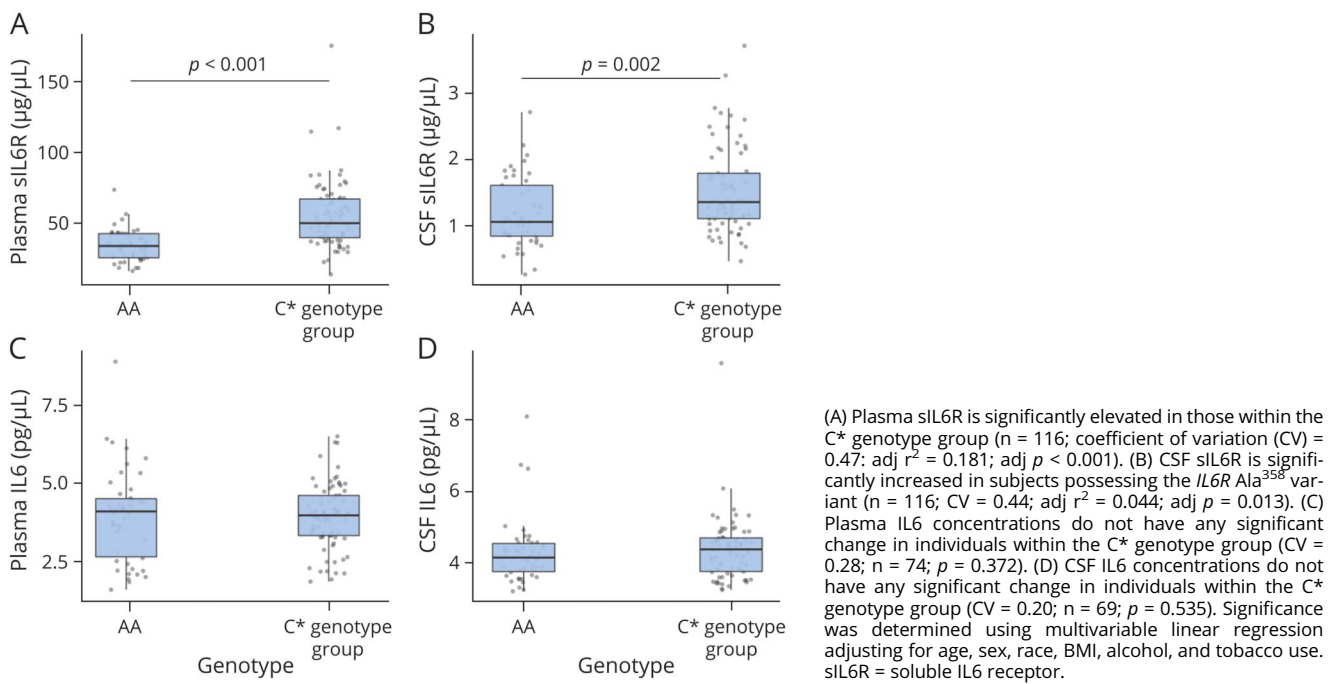 A
Plasma sIL6R (µg/µL)
150
100
50
p < 0.001
AA
C* genotype
group
B
CSF sIL6R (µg/µL)
3
2
1
p = 0.002
AA
C* genotype
group
C
Plasma IL6 (pg/µL)
7.5
5.0
2.5
AA
C* genotype
group
D
CSF IL6 (pg/µL)
8
6
4
AA
C* genotype
group
Genotype
Genotype
(A) Plasma sIL6R is significantly elevated in those within the
C* genotype group (n = 116; coefficient of variation (CV) =
0.47: adj r² = 0.181; adj p < 0.001). (B) CSF sIL6R is signifi-
cantly increased in subjects possessing the IL6R Ala³⁵⁸ var-
iant (n = 116; CV = 0.44; adj r² = 0.044; adj p = 0.013). (C)
Plasma IL6 concentrations do not have any significant
change in individuals within the C* genotype group (CV =
0.28; n = 74; p = 0.372). (D) CSF IL6 concentrations do not
have any significant change in individuals within the C*
genotype group (CV = 0.20; n = 69; p = 0.535). Significance
was determined using multivariable linear regression
adjusting for age, sex, race, BMI, alcohol, and tobacco use.
sIL6R = soluble IL6 receptor.